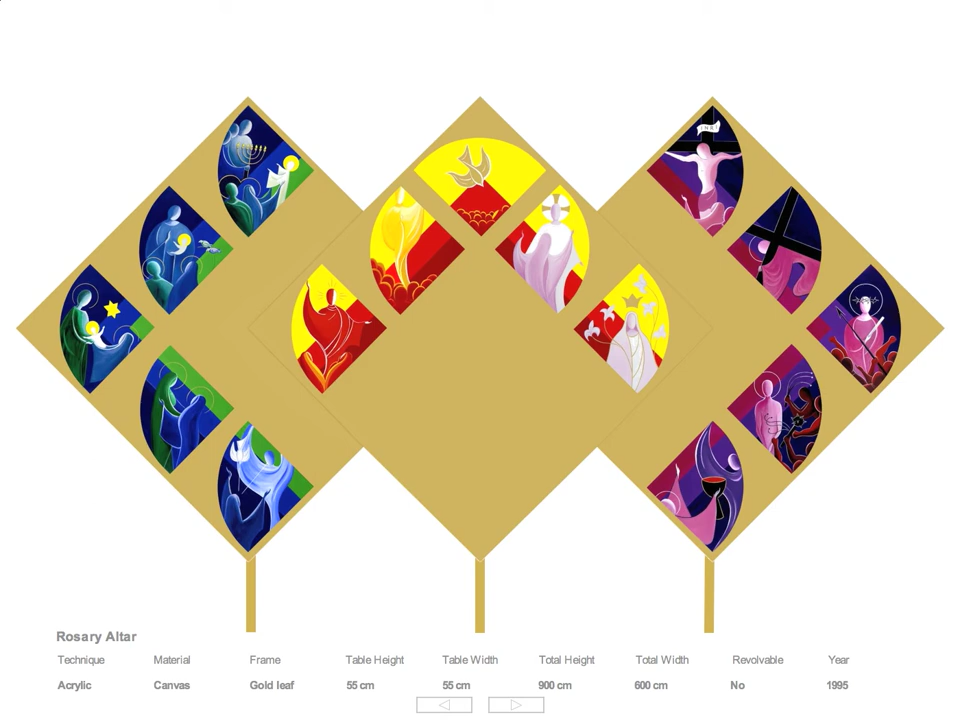 INRI
Rosary Altar
Technique Material Frame Table Height Table Width Total Height Total Width Revolvable Year
Acrylic Canvas Gold leaf 55 cm 55 cm 900 cm 600 cm No 1995